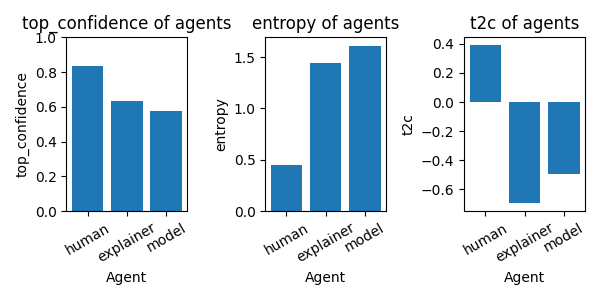 top_confidence of agents
top_confidence
1.0
0.8
0.6
0.4
0.2
0.0
human
explainer
model
Agent
entropy of agents
entropy
1.5
1.0
0.5
0.0
human
explainer
model
Agent
t2c of agents
t2c
0.4
0.2
0.0
−0.2
−0.4
−0.6
human
explainer
model
Agent